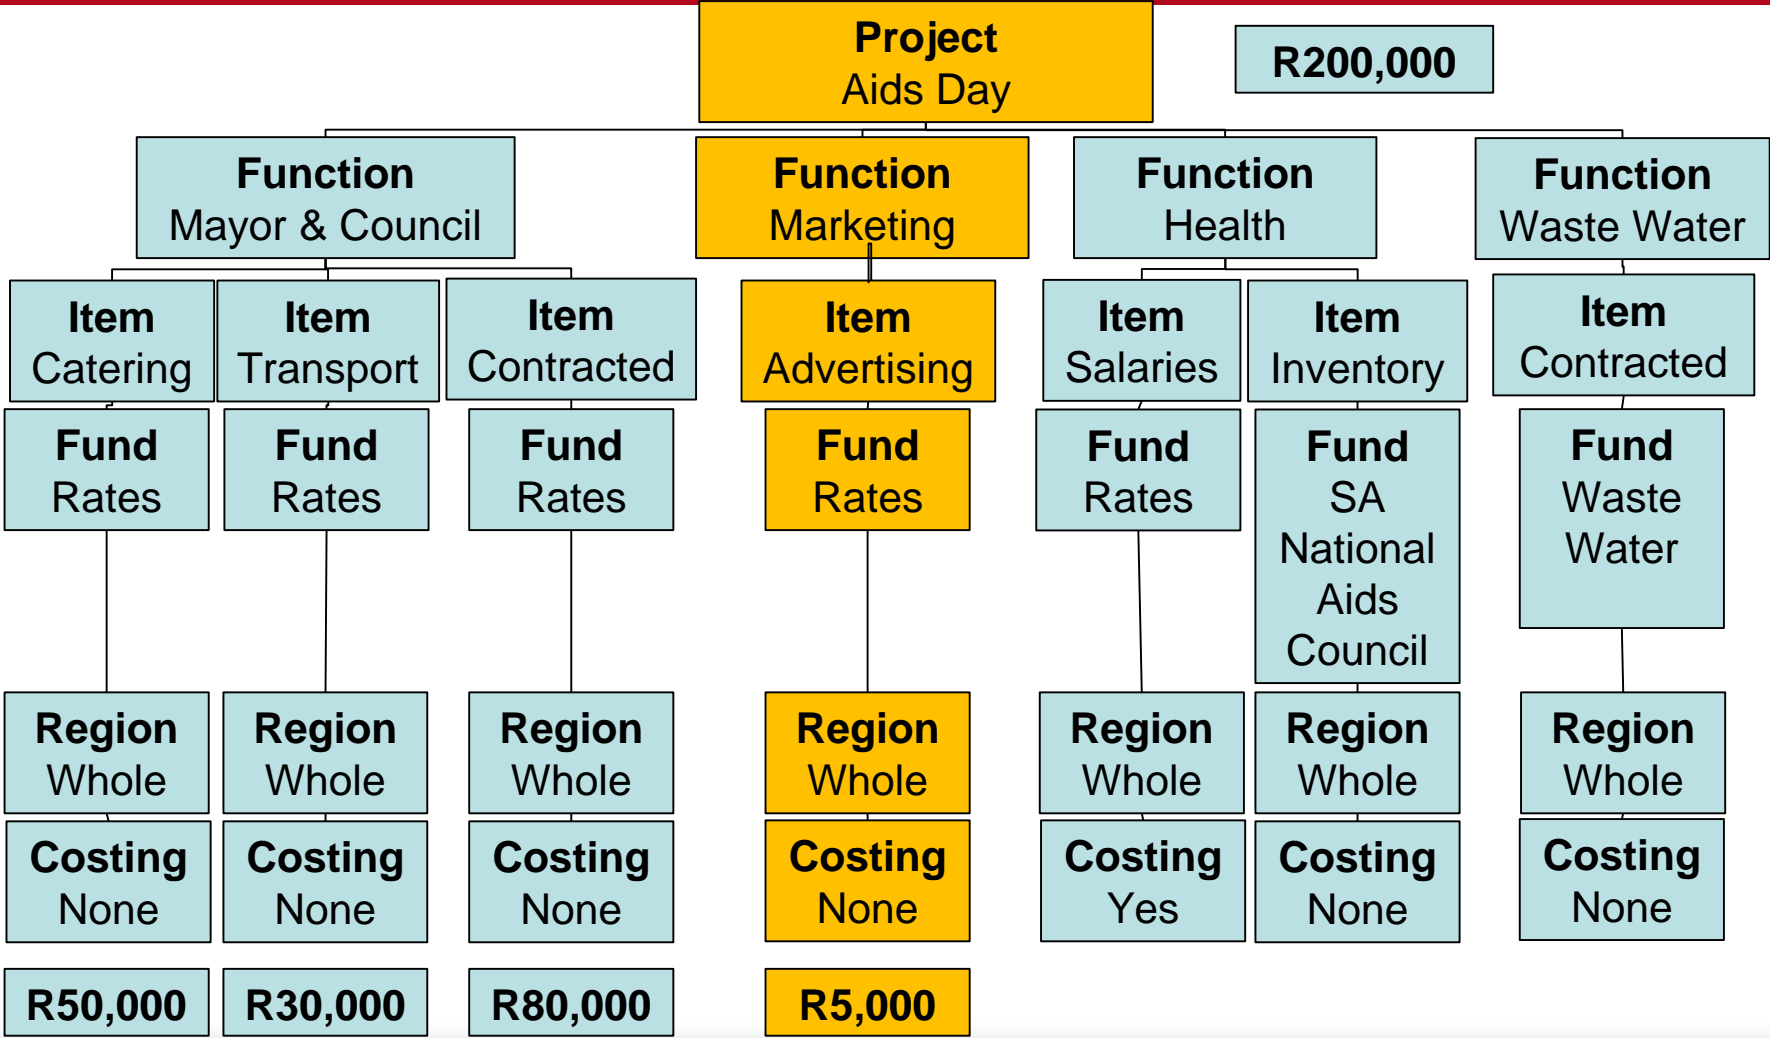 Project
Aids Day
R200,000
Function
Mayor & Council
Function
Marketing
Function
Health
Function
Waste Water
Item
Catering
Item
Transport
Item
Contracted
Item
Advertising
Item
Salaries
Item
Inventory
Item
Contracted
Fund
Rates
Fund
Rates
Fund
Rates
Fund
Rates
Fund
Rates
Fund
SA
National
Aids
Council
Fund
Waste
Water
Region
Whole
Region
Whole
Region
Whole
Region
Whole
Region
Whole
Region
Whole
Region
Whole
Costing
None
Costing
None
Costing
None
Costing
None
Costing
Yes
Costing
None
Costing
None
R50,000
R30,000
R80,000
R5,000